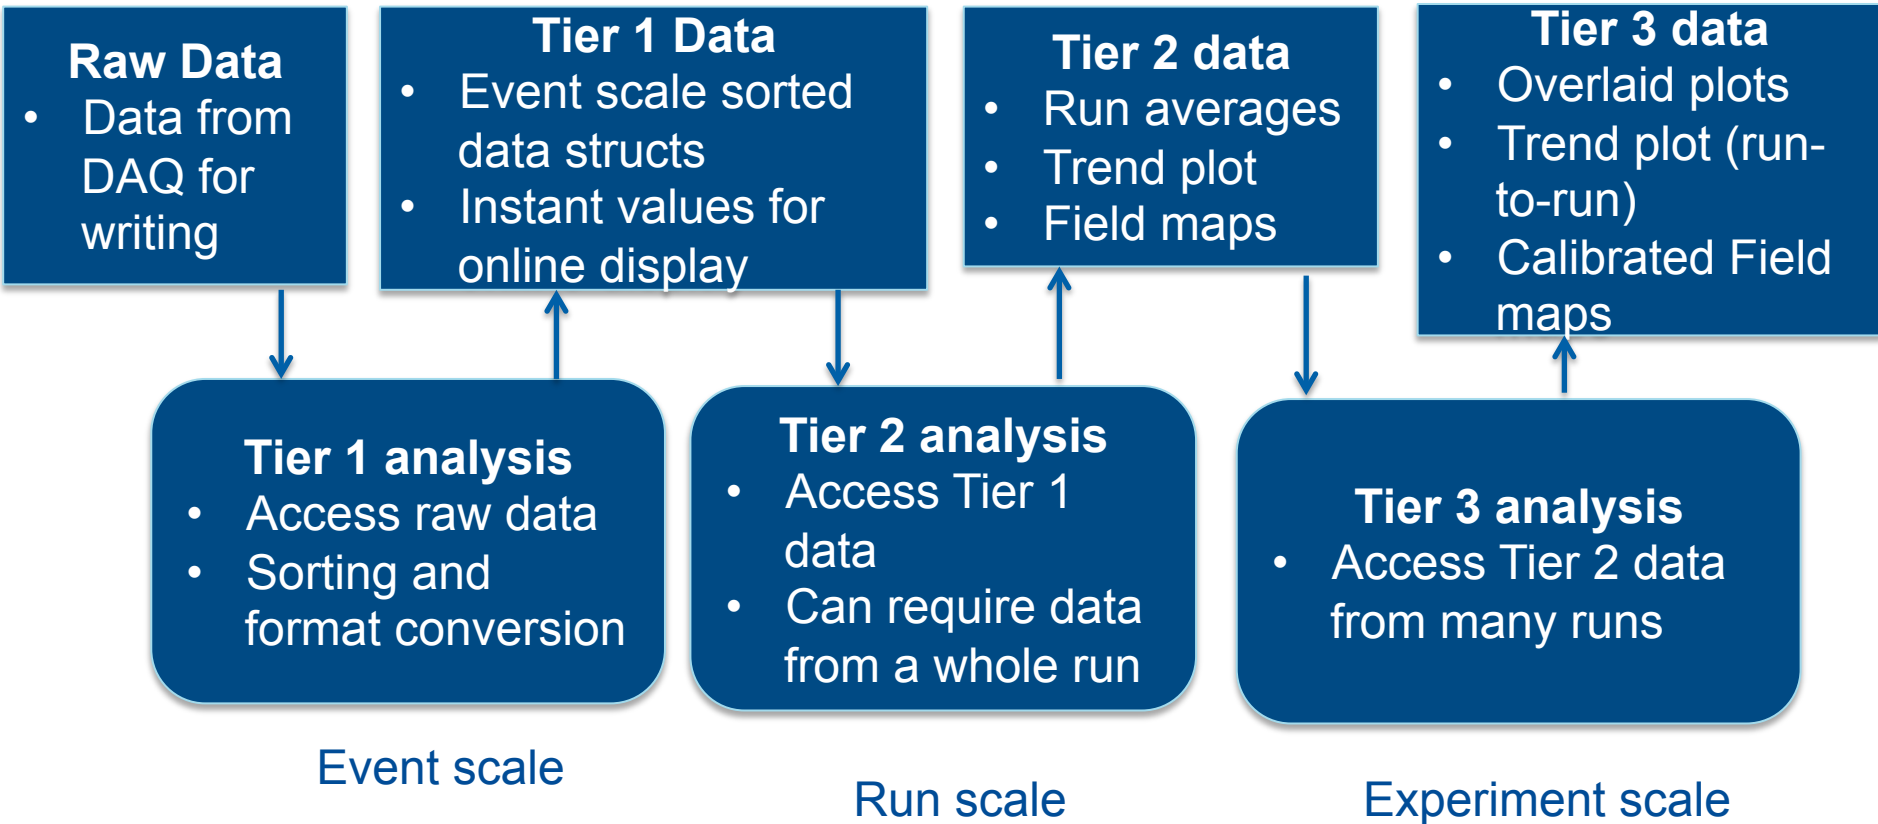 Raw Data
• Data from
DAQ for
writing
Tier 1 Data
• Event scale sorted
data structs
• Instant values for
online display
Tier 2 data
• Run averages
• Trend plot
• Field maps
Tier 3 data
• Overlaid plots
• Trend plot (run-
to-run)
• Calibrated Field
maps
Tier 1 analysis
• Access raw data
• Sorting and
format conversion
Tier 2 analysis
• Access Tier 1
data
• Can require data
from a whole run
Tier 3 analysis
• Access Tier 2 data
from many runs
Event scale
Run scale
Experiment scale